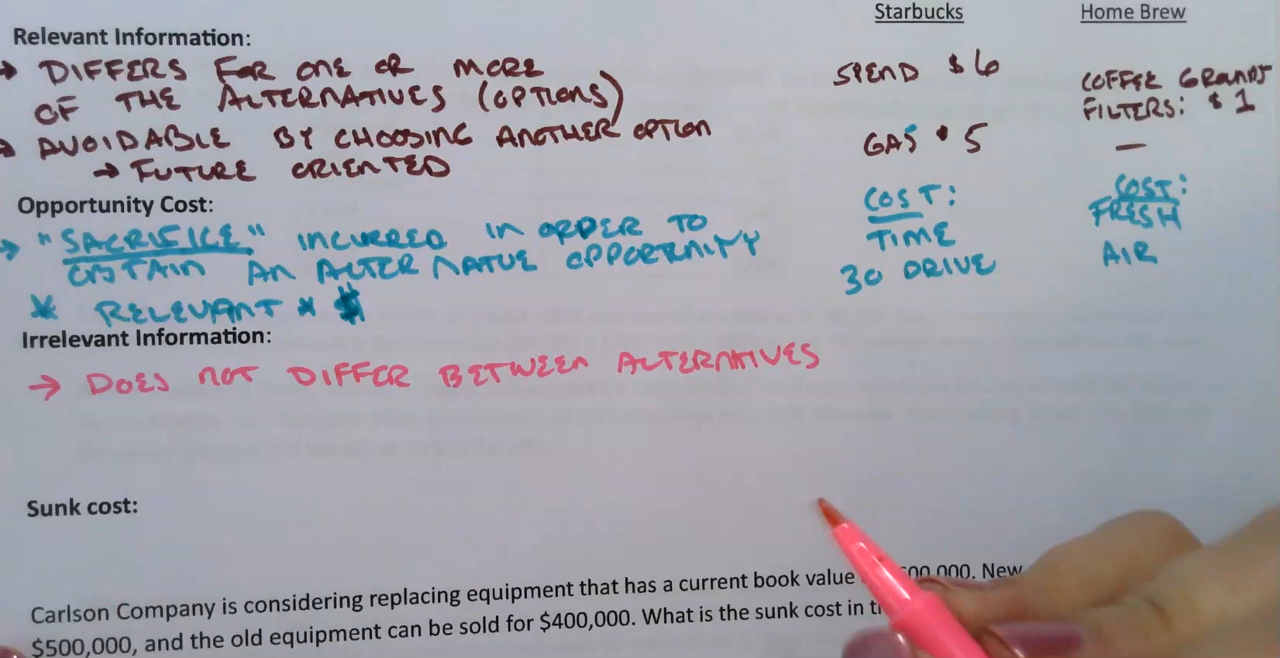 Starbucks Home Brew
Relevant Information:
→ DIFFERS FOR ONE OR MORE
OF THE ALTERNATIVES (OPTIONS)
→ AVOIDABLE BY CHOOSING ANOTHER OPTION
→ FUTURE ORIENTED
SPEND $6
COFFEE GROUNDS
FILTERS: $1
GAS $5 —
Opportunity Cost:
→ "SACRIFICE" INCURRED IN ORDER TO
OBTAIN AN ALTERNATIVE OPPORTUNITY
* RELEVANT * $
COST:
TIME
30 DRIVE
COST:
FRESH
AIR
Irrelevant Information:
→ DOES NOT DIFFER BETWEEN ALTERNATIVES
Sunk cost:
Carlson Company is considering replacing equipment that has a current book value 00,000. New
$500,000, and the old equipment can be sold for $400,000. What is the sunk cost in